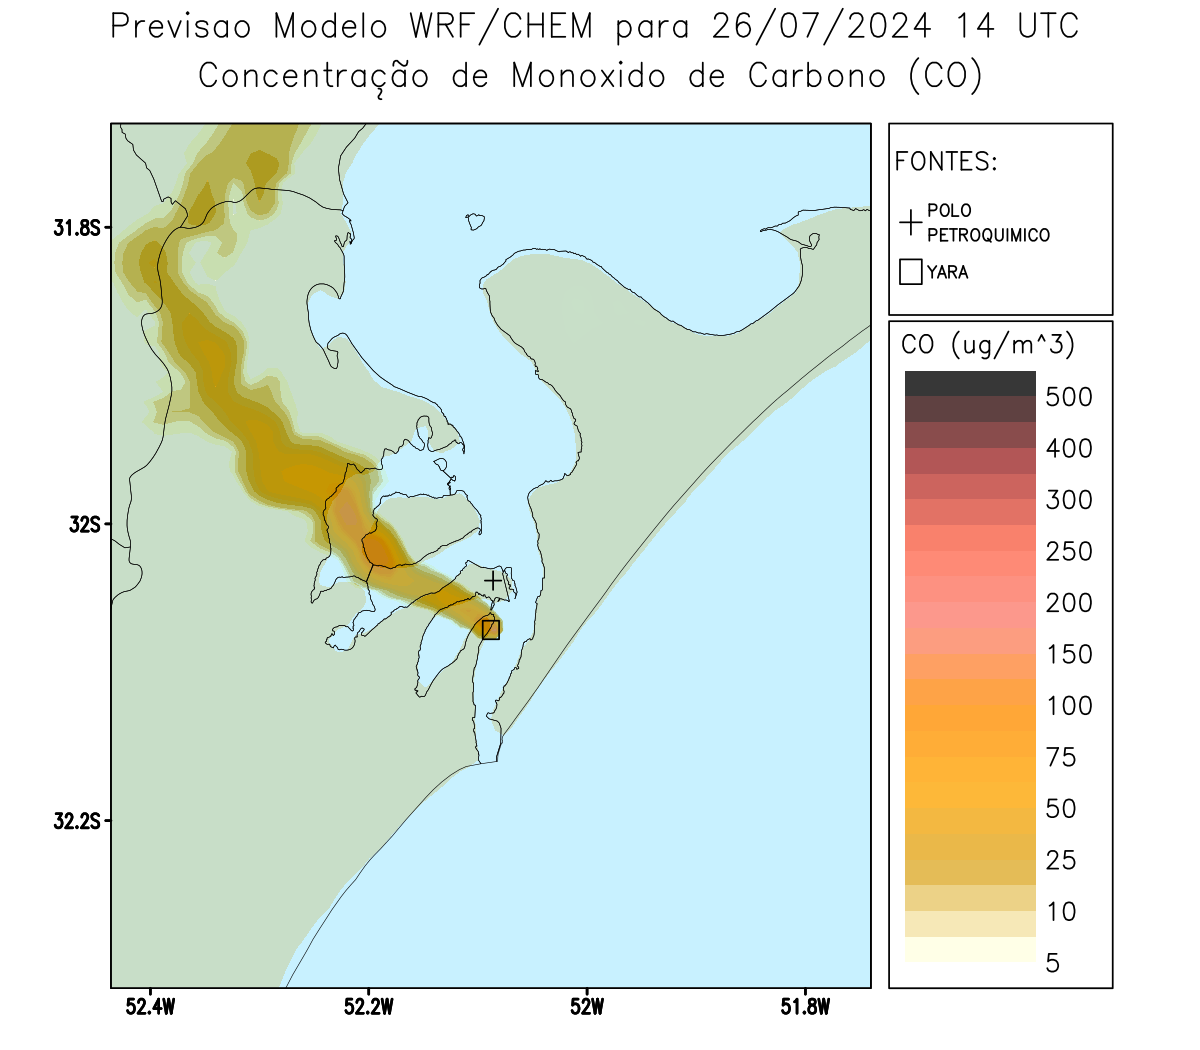 Previsao Modelo WRF/CHEM para 26/07/2024 14 UTC
Concentração de Monoxido de Carbono (CO)
FONTES:
POLO
PETROQUIMICO
YARA
CO (ug/m^3)
500
400
300
250
200
150
100
75
50
25
10
5
31.8S
32S
32.2S
52.4W
52.2W
52W
51.8W